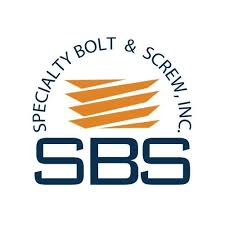 SPECIALTY BOLT & SCREW, INC.
SBS